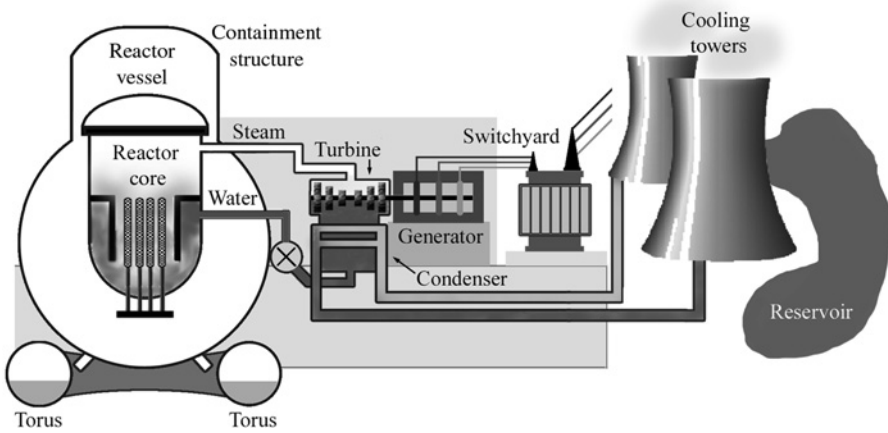 Containment
structure
Reactor
vessel
Cooling
towers
Steam
Turbine
Switchyard
Reactor
core
Water
Generator
Condenser
Reservoir
Torus
Torus